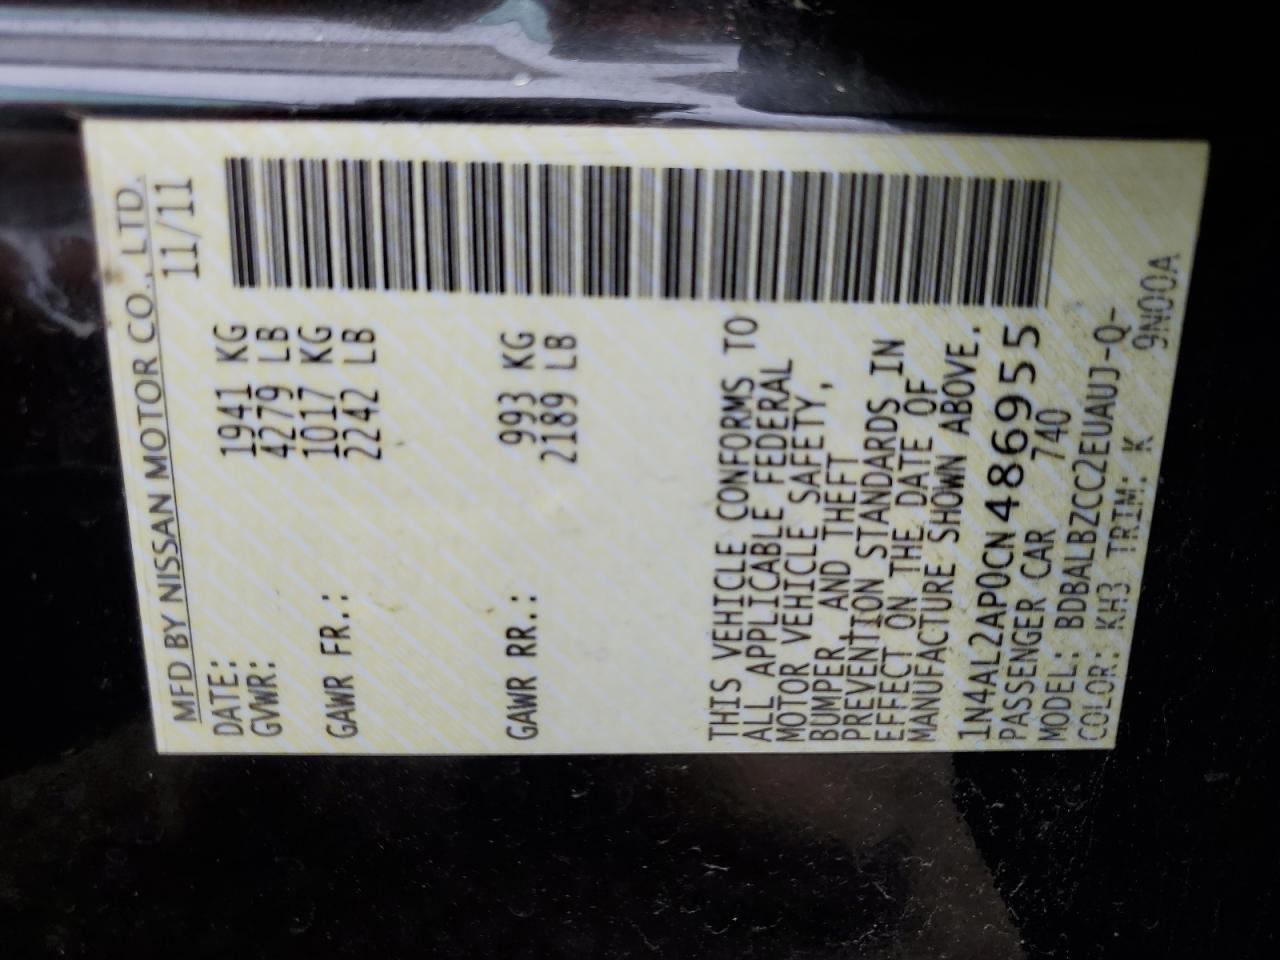 MFD BY NISSAN MOTOR CO., LTD.
DATE: 11/11
GVWR: 1941 KG
4279 LB
GAWR FR.: 1017 KG
2242 LB
GAWR RR.: 993 KG
2189 LB
THIS VEHICLE CONFORMS TO
ALL APPLICABLE FEDERAL
MOTOR VEHICLE SAFETY,
BUMPER AND THEFT
PREVENTION STANDARDS IN
EFFECT ON THE DATE OF
MANUFACTURE SHOWN ABOVE.
1N4AL2AP0CN486955
PASSENGER CAR 740
MODEL: BDBALBZCC2EUAUJ-Q-
COLOR: KH3 TRIM: K 9N00A